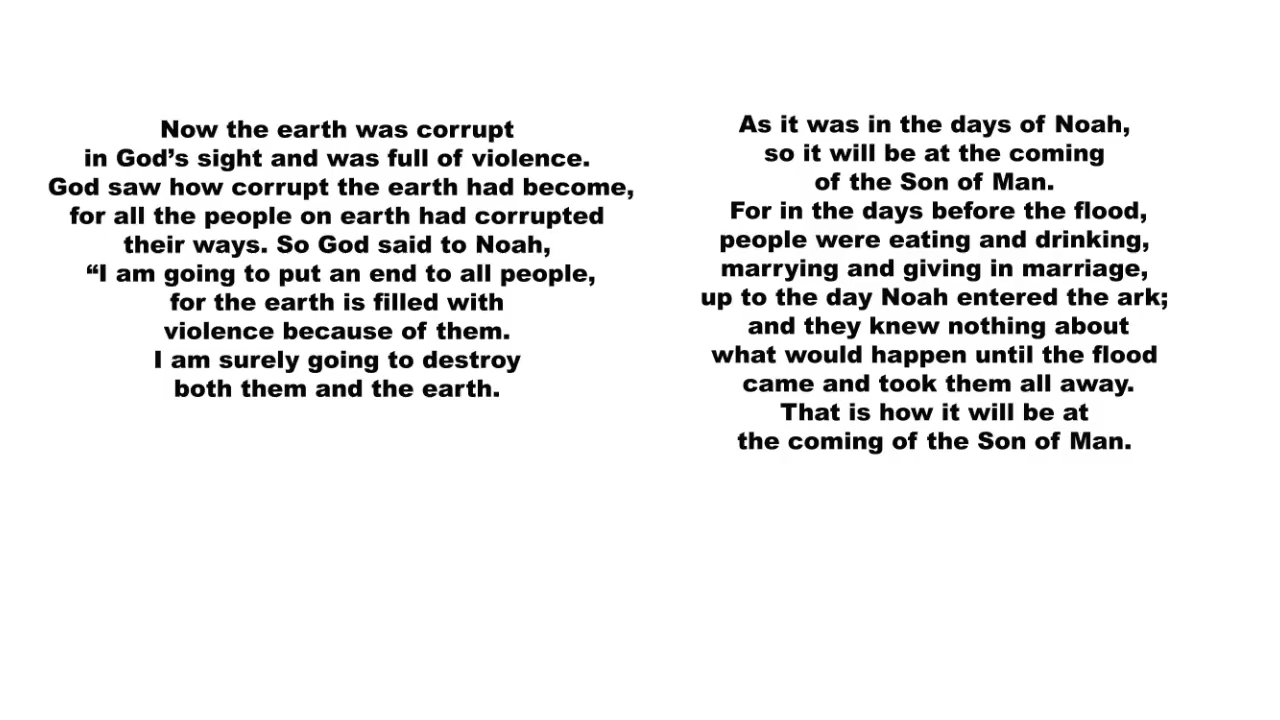 Now the earth was corrupt
in God’s sight and was full of violence.
God saw how corrupt the earth had become,
for all the people on earth had corrupted
their ways. So God said to Noah,
“I am going to put an end to all people,
for the earth is filled with
violence because of them.
I am surely going to destroy
both them and the earth.
As it was in the days of Noah,
so it will be at the coming
of the Son of Man.
For in the days before the flood,
people were eating and drinking,
marrying and giving in marriage,
up to the day Noah entered the ark;
and they knew nothing about
what would happen until the flood
came and took them all away.
That is how it will be at
the coming of the Son of Man.